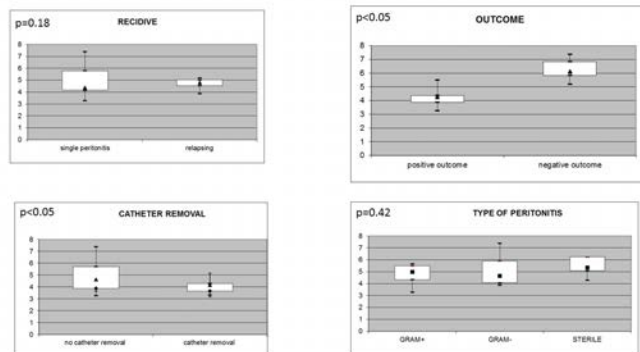 p=0.18
RECIDIVE
8
7
6
5
4
3
2
1
0
single peritonitis
relapsing
p<0.05
OUTCOME
8
7
6
5
4
3
2
1
0
positive outcome
negative outcome
p<0.05
CATHETER REMOVAL
8
7
6
5
4
3
2
1
0
no catheter removal
catheter removal
p=0.42
TYPE OF PERITONITIS
8
7
6
5
4
3
2
1
0
GRAM+
GRAM-
STERILE